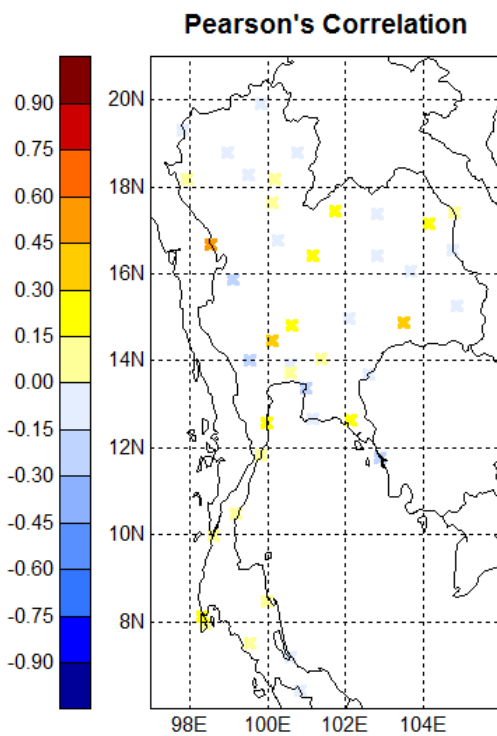 Pearson's Correlation
0.90
0.75
0.60
0.45
0.30
0.15
0.00
-0.15
-0.30
-0.45
-0.60
-0.75
-0.90
20N
18N
16N
14N
12N
10N
8N
98E 100E 102E 104E